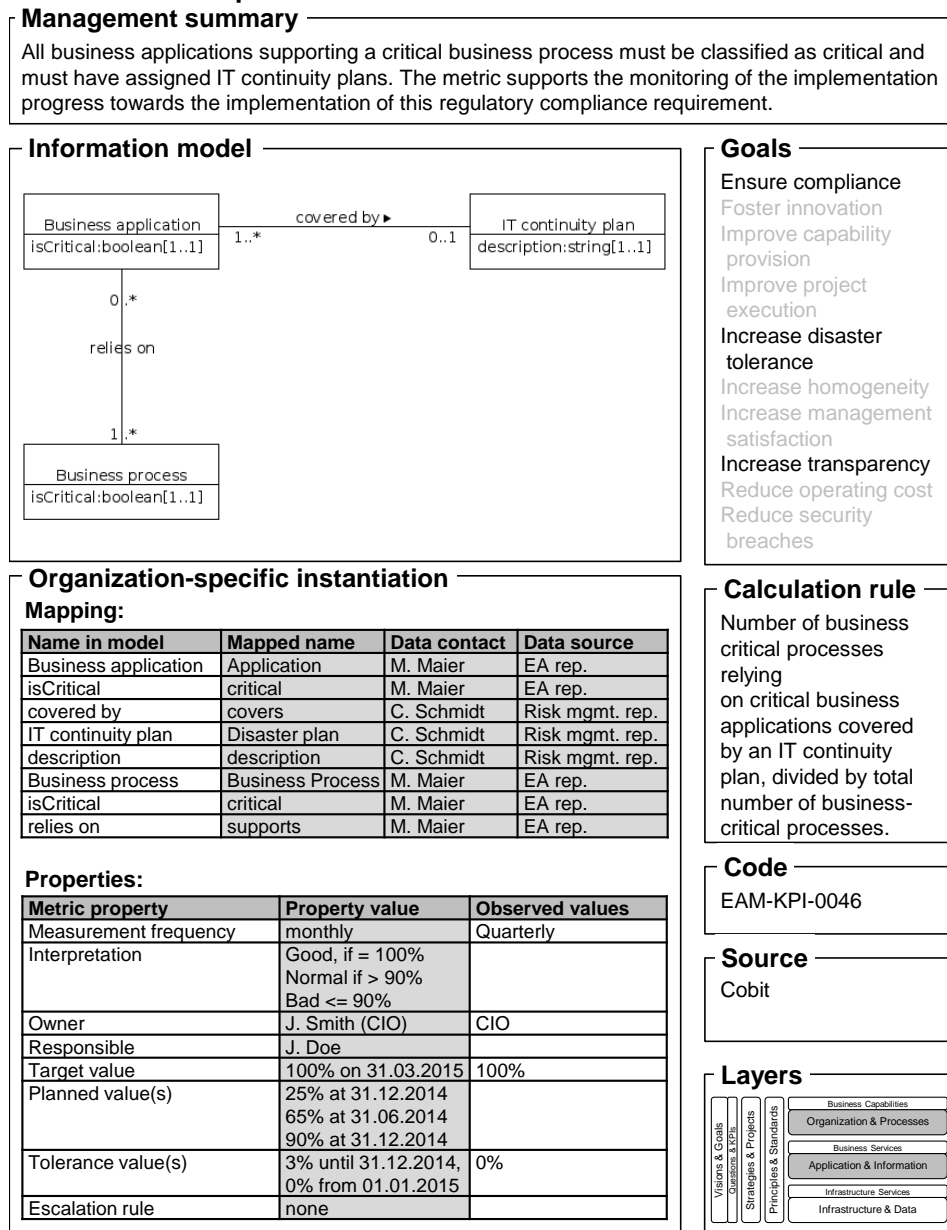 Management summary
All business applications supporting a critical business process must be classified as critical and
must have assigned IT continuity plans. The metric supports the monitoring of the implementation
progress towards the implementation of this regulatory compliance requirement.
Information model
Business application
isCritical:boolean[1..1]
covered by ▸
1..*
0..1
IT continuity plan
description:string[1..1]
0..*
relies on
1..*
Business process
isCritical:boolean[1..1]
Goals
Ensure compliance
Foster innovation
Improve capability
provision
Improve project
execution
Increase disaster
tolerance
Increase homogeneity
Increase management
satisfaction
Increase transparency
Reduce operating cost
Reduce security
breaches
Organization-specific instantiation
Mapping:
Name in model Mapped name Data contact Data source
Business application Application M. Maier EA rep.
isCritical critical M. Maier EA rep.
covered by covers C. Schmidt Risk mgmt. rep.
IT continuity plan Disaster plan C. Schmidt Risk mgmt. rep.
description description C. Schmidt Risk mgmt. rep.
Business process Business Process M. Maier EA rep.
isCritical critical M. Maier EA rep.
relies on supports M. Maier EA rep.
Properties:
Metric property Property value Observed values
Measurement frequency monthly Quarterly
Interpretation Good, if = 100%
Normal if > 90%
Bad <= 90%
Owner J. Smith (CIO) CIO
Responsible J. Doe
Target value 100% on 31.03.2015 100%
Planned value(s) 25% at 31.12.2014
65% at 31.06.2014
90% at 31.12.2014
Tolerance value(s) 3% until 31.12.2014, 0%
0% from 01.01.2015
Escalation rule none
Calculation rule
Number of business
critical processes
relying
on critical business
applications covered
by an IT continuity
plan, divided by total
number of business-
critical processes.
Code
EAM-KPI-0046
Source
Cobit
Layers
Visions & Goals
Questions & KPIs
Strategies & Projects
Principles & Standards
Business Capabilities
Organization & Processes
Business Services
Application & Information
Infrastructure Services
Infrastructure & Data